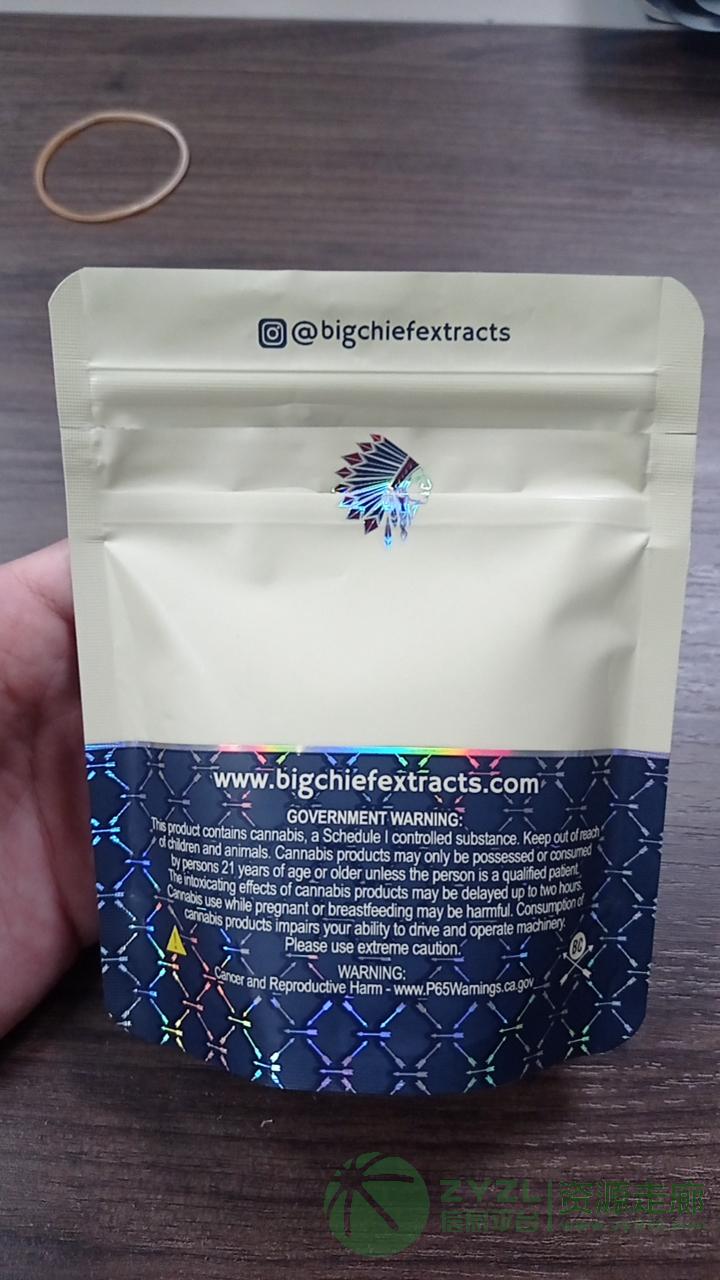 @bigchiefextracts
www.bigchiefextracts.com
GOVERNMENT WARNING:
This product contains cannabis, a Schedule I controlled substance. Keep out of reach
of children and animals. Cannabis products may only be possessed or consumed
by persons 21 years of age or older unless the person is a qualified patient.
The intoxicating effects of cannabis products may be delayed up to two hours.
Cannabis use while pregnant or breastfeeding may be harmful. Consumption of
cannabis products impairs your ability to drive and operate machinery.
Please use extreme caution.
BC
WARNING:
Cancer and Reproductive Harm - www.P65Warnings.ca.gov
ZYZL 资源走廊